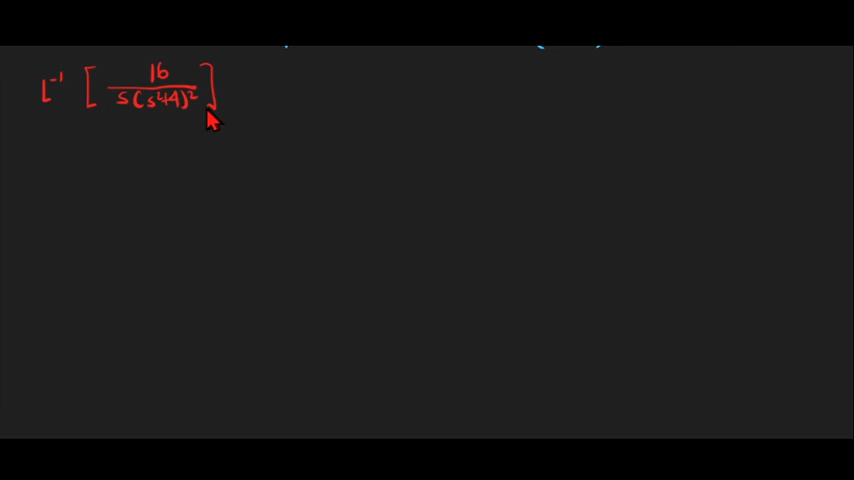 L⁻¹ [ 16 / s(s²+4)² ]